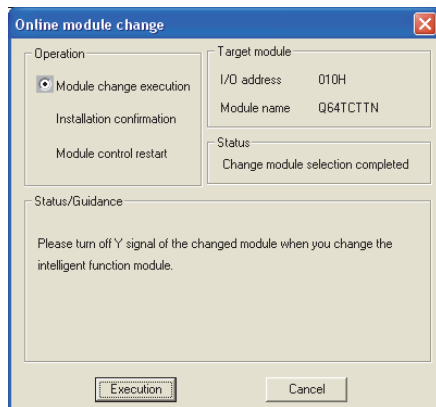 Online module change
Operation
Module change execution
Installation confirmation
Module control restart
Target module
I/O address 010H
Module name Q64TCTTN
Status
Change module selection completed
Status/Guidance
Please turn off Y signal of the changed module when you change the
intelligent function module.
Execution
Cancel